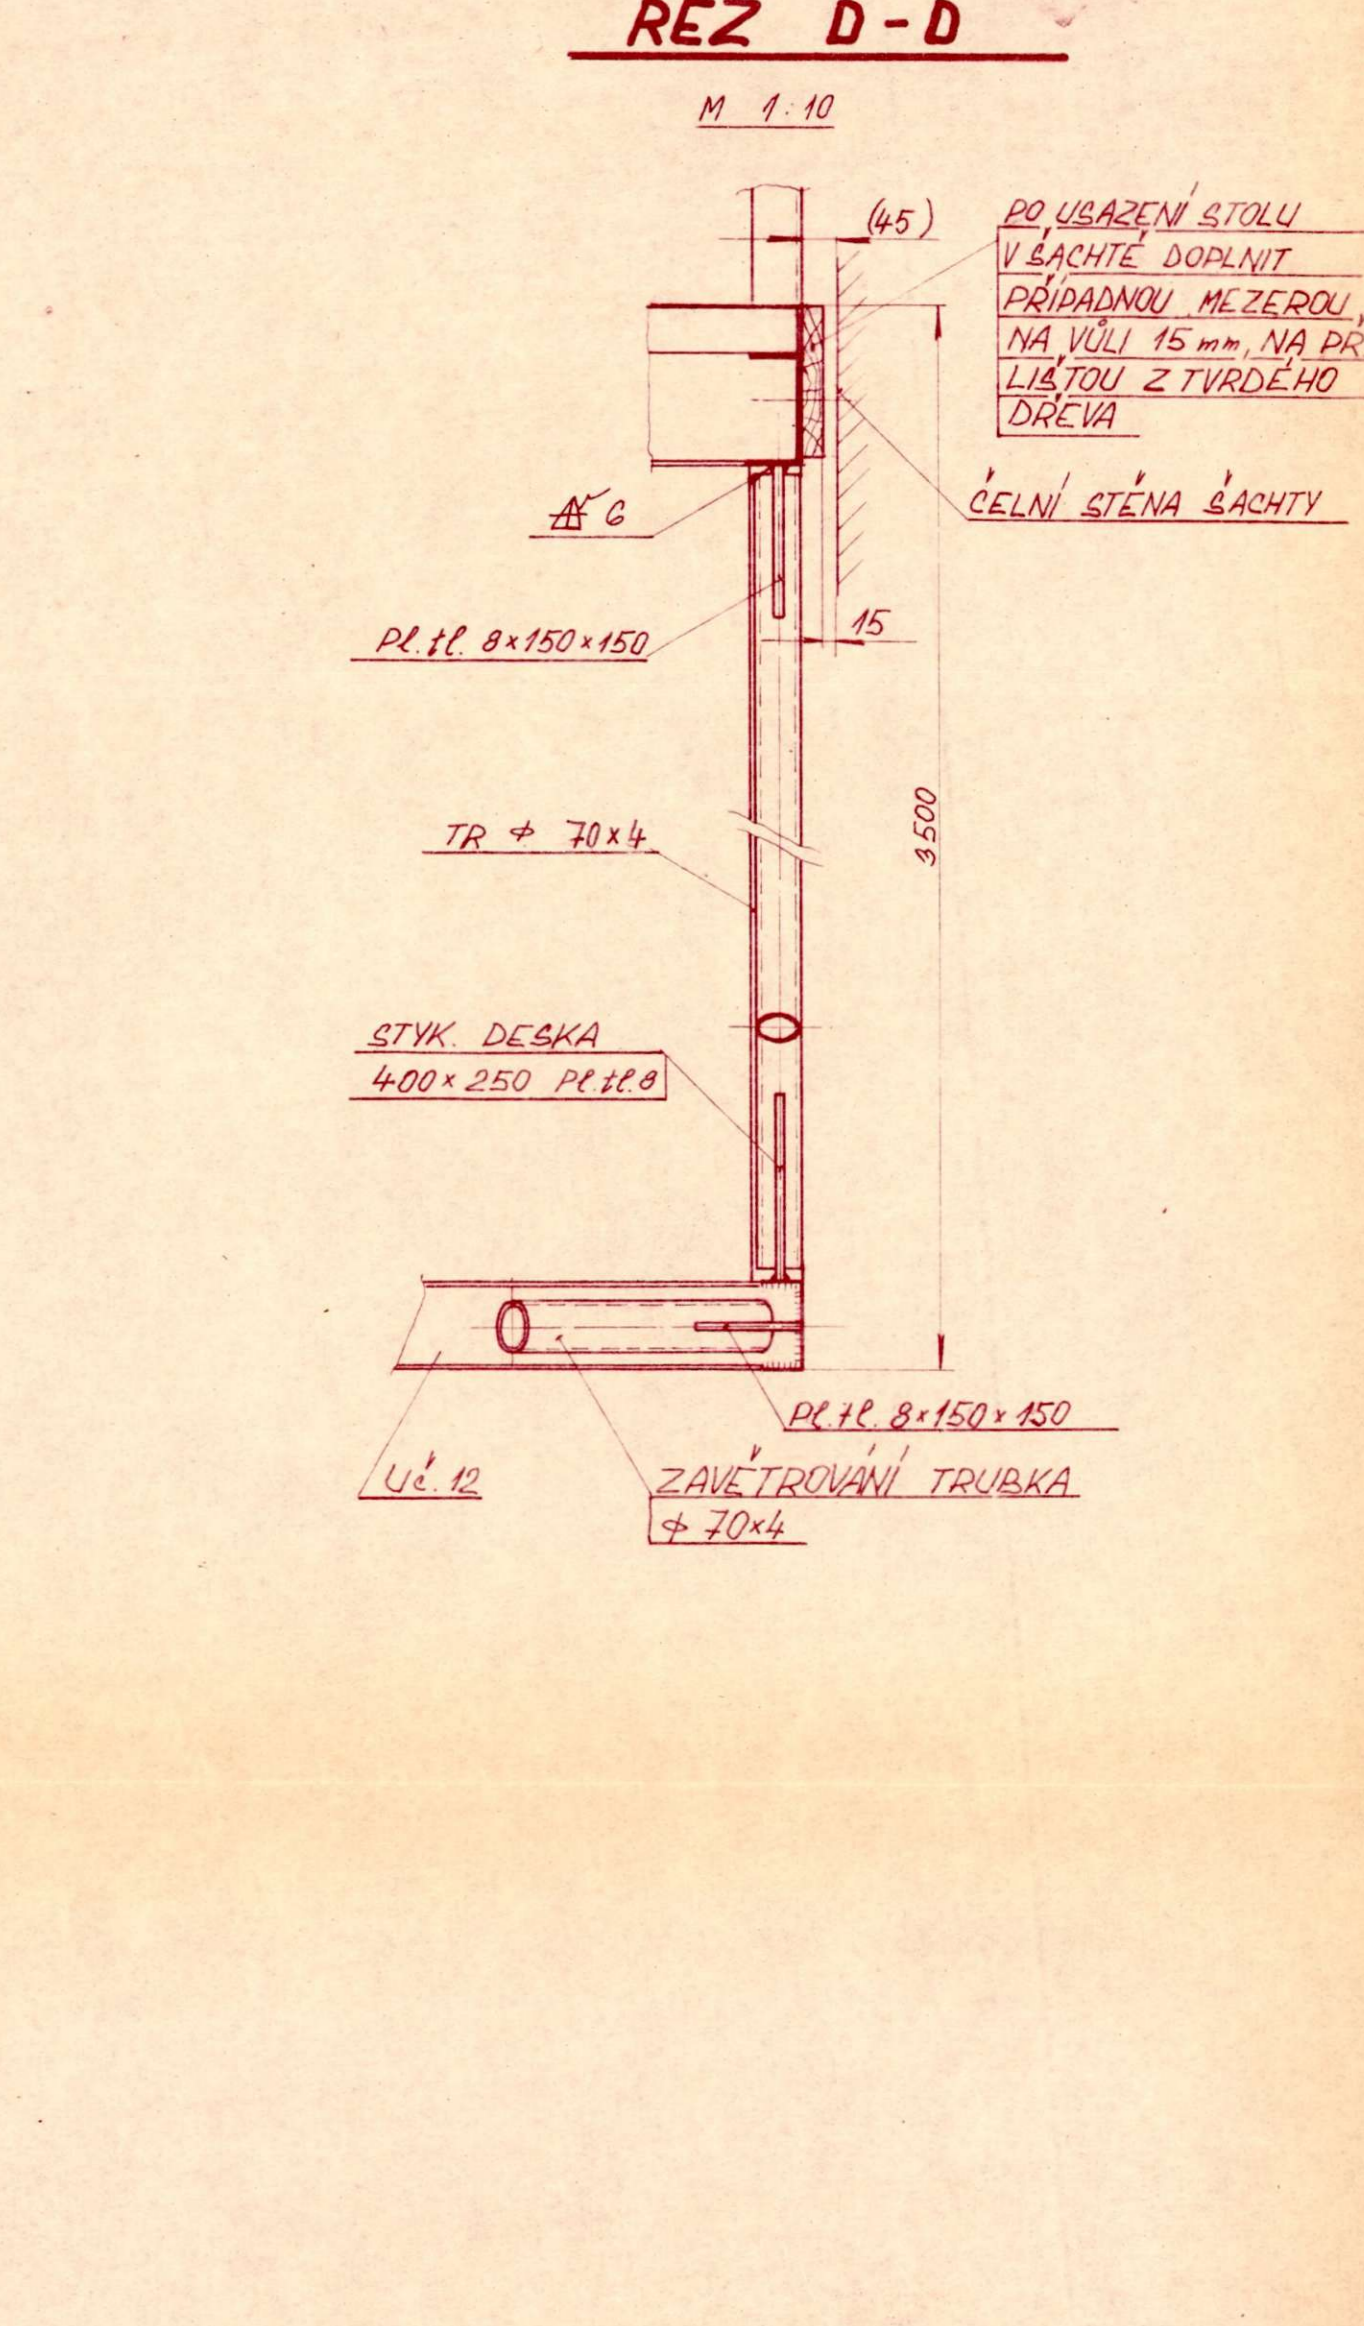 ŘEZ D-D
M 1:10
(45)
PO USAZENÍ STOLU
V ŠACHTĚ DOPLNIT
PŘÍPADNOU MEZEROU,
NA VŮLI 15 mm, NA PŘ
LIŠTOU Z TVRDÉHO
DŘEVA
ČELNÍ STĚNA ŠACHTY
6
15
Pl.tl. 8×150×150
3500
TR ϕ 70×4
STYK. DESKA
400×250 Pl.tl.8
Pl.tl. 8×150×150
Uč.12
ZAVĚTROVÁNÍ TRUBKA
ϕ 70×4